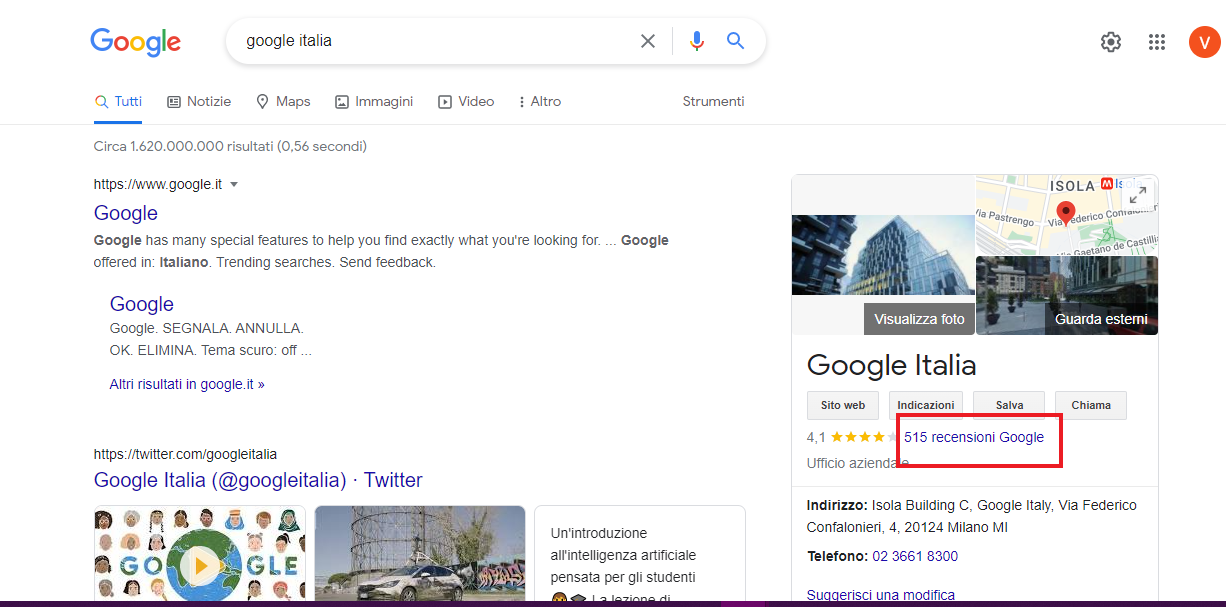 Google
google italia
V
Tutti
Notizie
Maps
Immagini
Video
Altro
Strumenti
Circa 1.620.000.000 risultati (0,56 secondi)
https://www.google.it
Google
Google has many special features to help you find exactly what you're looking for. ... Google
offered in: Italiano. Trending searches. Send feedback.
Google
Google. SEGNALA. ANNULLA.
OK. ELIMINA. Tema scuro: off ...
Altri risultati in google.it »
https://twitter.com/googleitalia
Google Italia (@googleitalia) · Twitter
GO GLE
Un'introduzione
all'intelligenza artificiale
pensata per gli studenti
La lezione di
ISOLA
M
Via Pastrengo
Via Federico
Via Gaetano de Castillia
Visualizza foto
Guarda esterni
Google Italia
Sito web
Indicazioni
Salva
Chiama
4,1
515 recensioni Google
Ufficio aziendale
Indirizzo: Isola Building C, Google Italy, Via Federico
Confalonieri, 4, 20124 Milano MI
Telefono: 02 3661 8300
Suggerisci una modifica